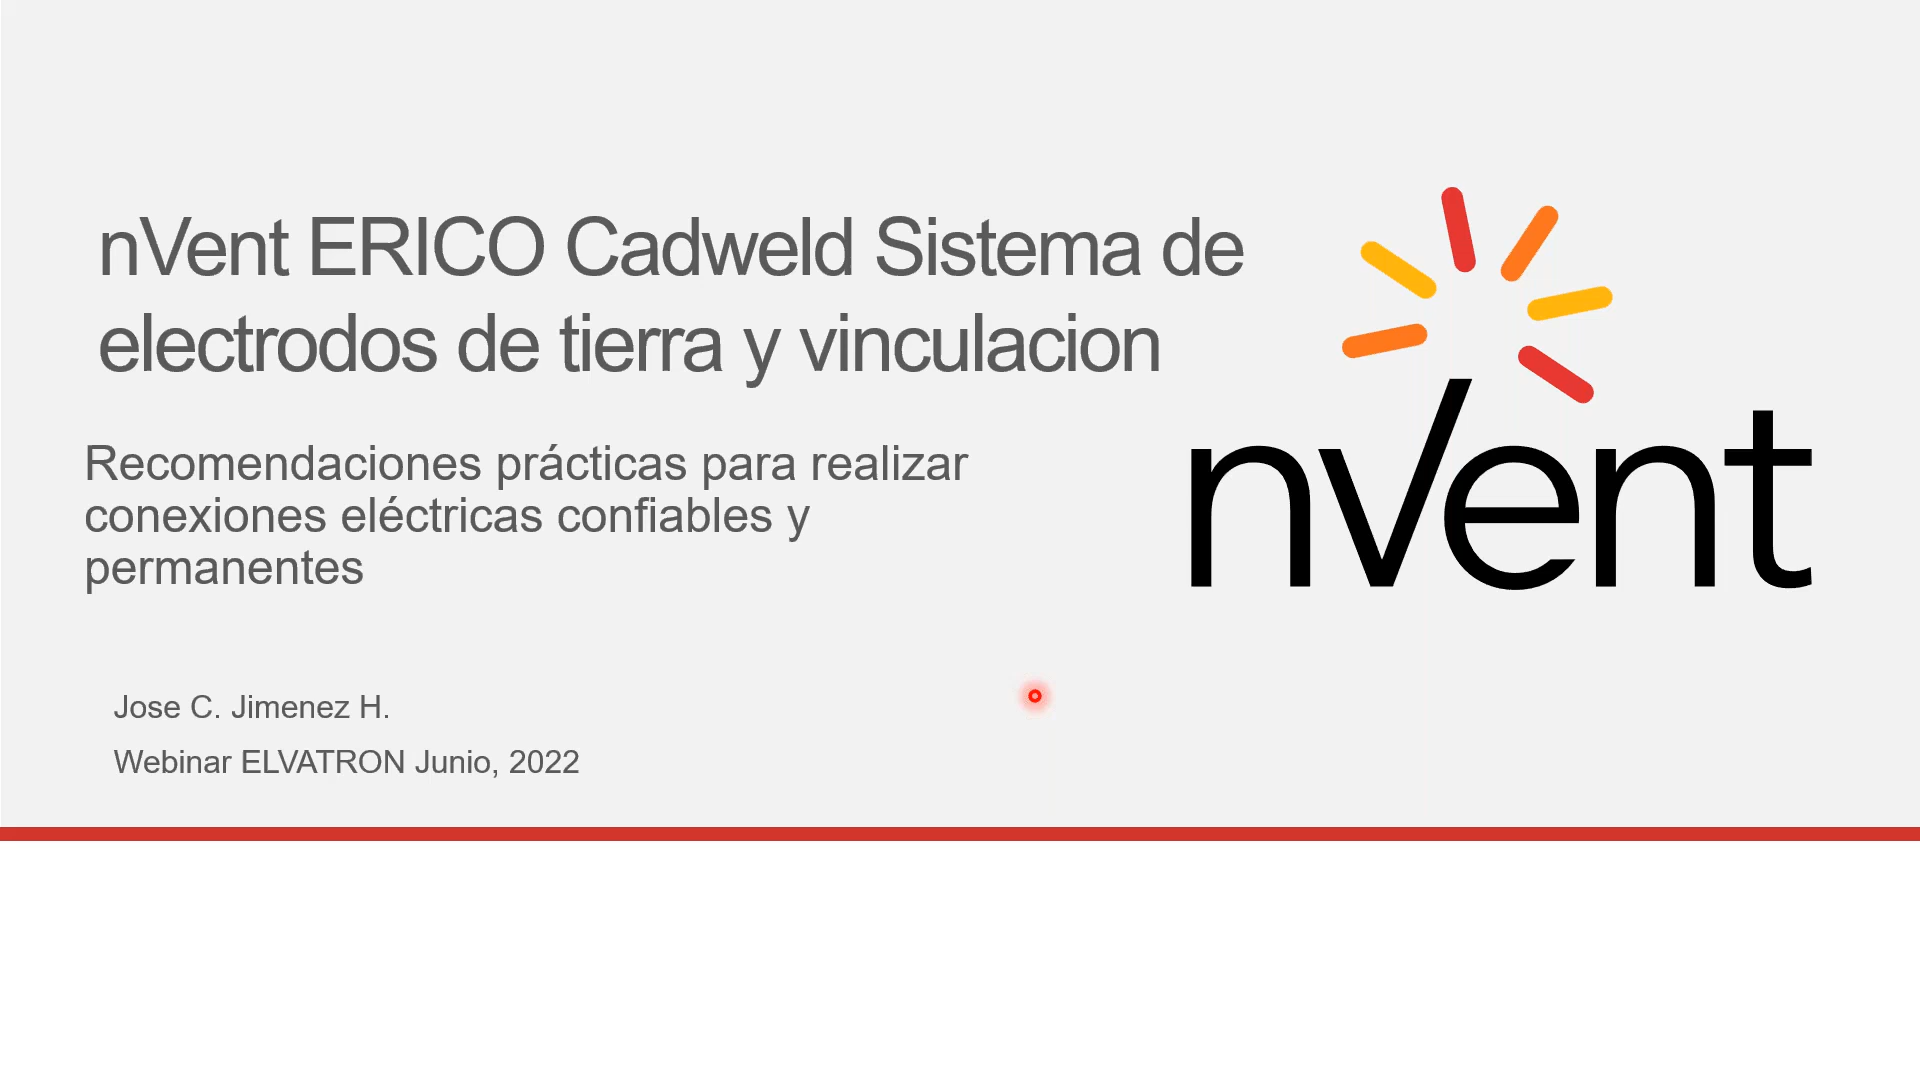 nVent ERICO Cadweld Sistema de
electrodos de tierra y vinculacion
Recomendaciones prácticas para realizar
conexiones eléctricas confiables y
permanentes
nVent
Jose C. Jimenez H.
Webinar ELVATRON Junio, 2022